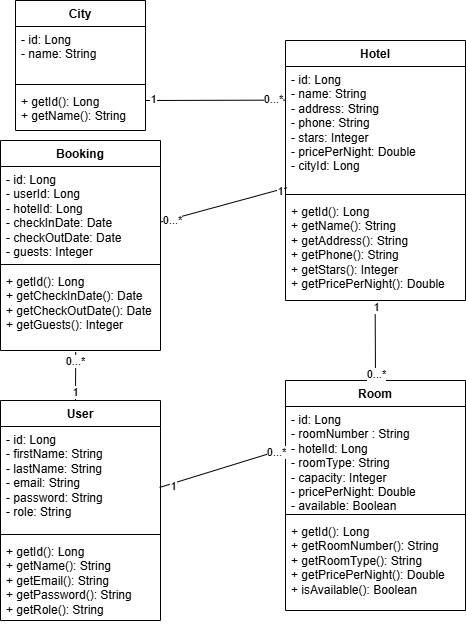 City
- id: Long
- name: String
+ getId(): Long
+ getName(): String
1
0...*
Hotel
- id: Long
- name: String
- address: String
- phone: String
- stars: Integer
- pricePerNight: Double
- cityId: Long
+ getId(): Long
+ getName(): String
+ getAddress(): String
+ getPhone(): String
+ getStars(): Integer
+ getPricePerNight(): Double
Booking
- id: Long
- userId: Long
- hotelId: Long
- checkInDate: Date
- checkOutDate: Date
- guests: Integer
+ getId(): Long
+ getCheckInDate(): Date
+ getCheckOutDate(): Date
+ getGuests(): Integer
0...*
1
1
0...*
0...*
1
User
- id: Long
- firstName: String
- lastName: String
- email: String
- password: String
- role: String
+ getId(): Long
+ getName(): String
+ getEmail(): String
+ getPassword(): String
+ getRole(): String
1
0...*
Room
- id: Long
- roomNumber : String
- hotelId: Long
- roomType: String
- capacity: Integer
- pricePerNight: Double
- available: Boolean
+ getId(): Long
+ getRoomNumber(): String
+ getRoomType(): String
+ getPricePerNight(): Double
+ isAvailable(): Boolean